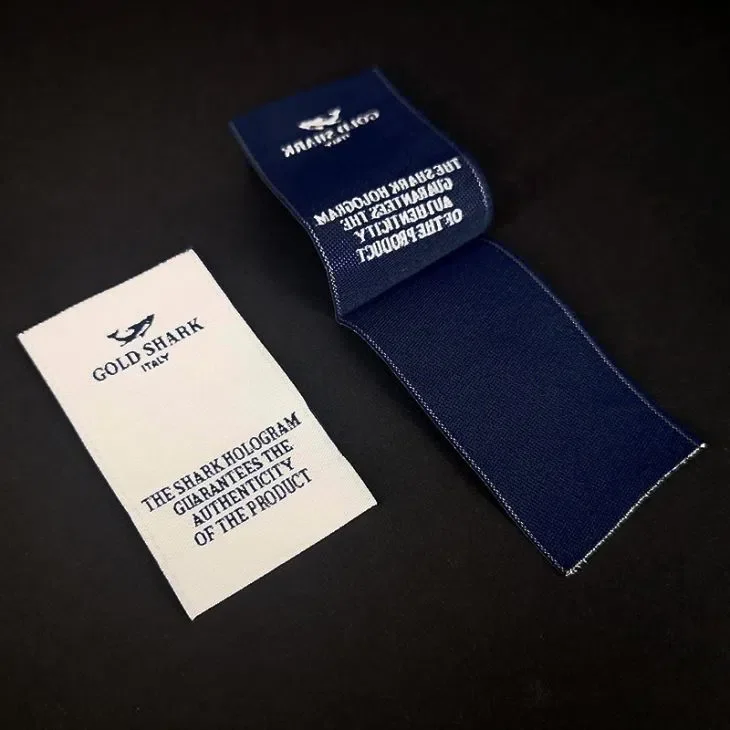 GOLD SHARK
ITALY
THE SHARK HOLOGRAM
GUARANTEES THE
AUTHENTICITY
OF THE PRODUCT
GOLD SHARK
ITALY
THE SHARK HOLOGRAM
GUARANTEES THE
AUTHENTICITY
OF THE PRODUCT